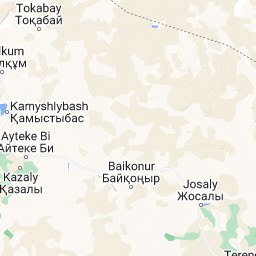 Tokabay
Тоқабай
Kamyshlybash
Қамыстыбас
Ayteke Bi
Әйтеке Би
Kazaly
Қазалы
Baikonur
Байқоңыр
Josaly
Жосалы